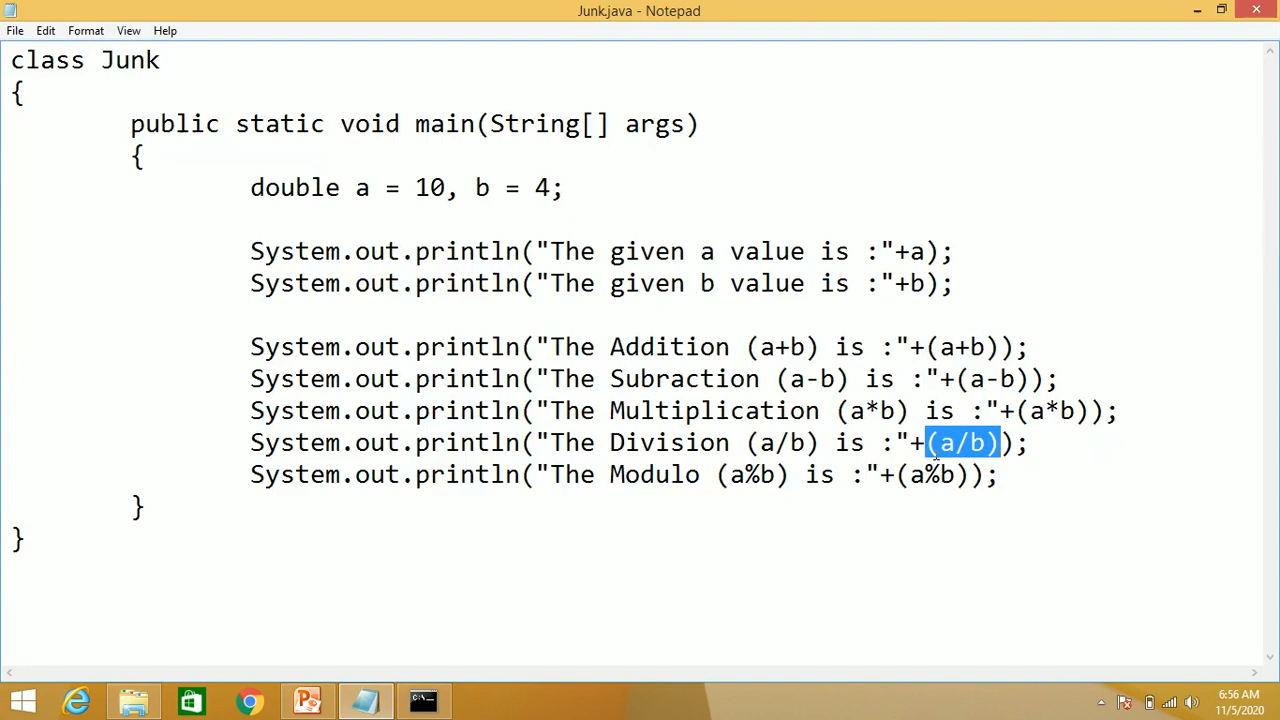 Junk.java - Notepad
File Edit Format View Help
class Junk
{
public static void main(String[] args)
{
double a = 10, b = 4;
System.out.println("The given a value is :"+a);
System.out.println("The given b value is :"+b);
System.out.println("The Addition (a+b) is :"+(a+b));
System.out.println("The Subraction (a-b) is :"+(a-b));
System.out.println("The Multiplication (a*b) is :"+(a*b));
System.out.println("The Division (a/b) is :"+(a/b));
System.out.println("The Modulo (a%b) is :"+(a%b));
}
}
C:\.
6:56 AM
11/5/2020